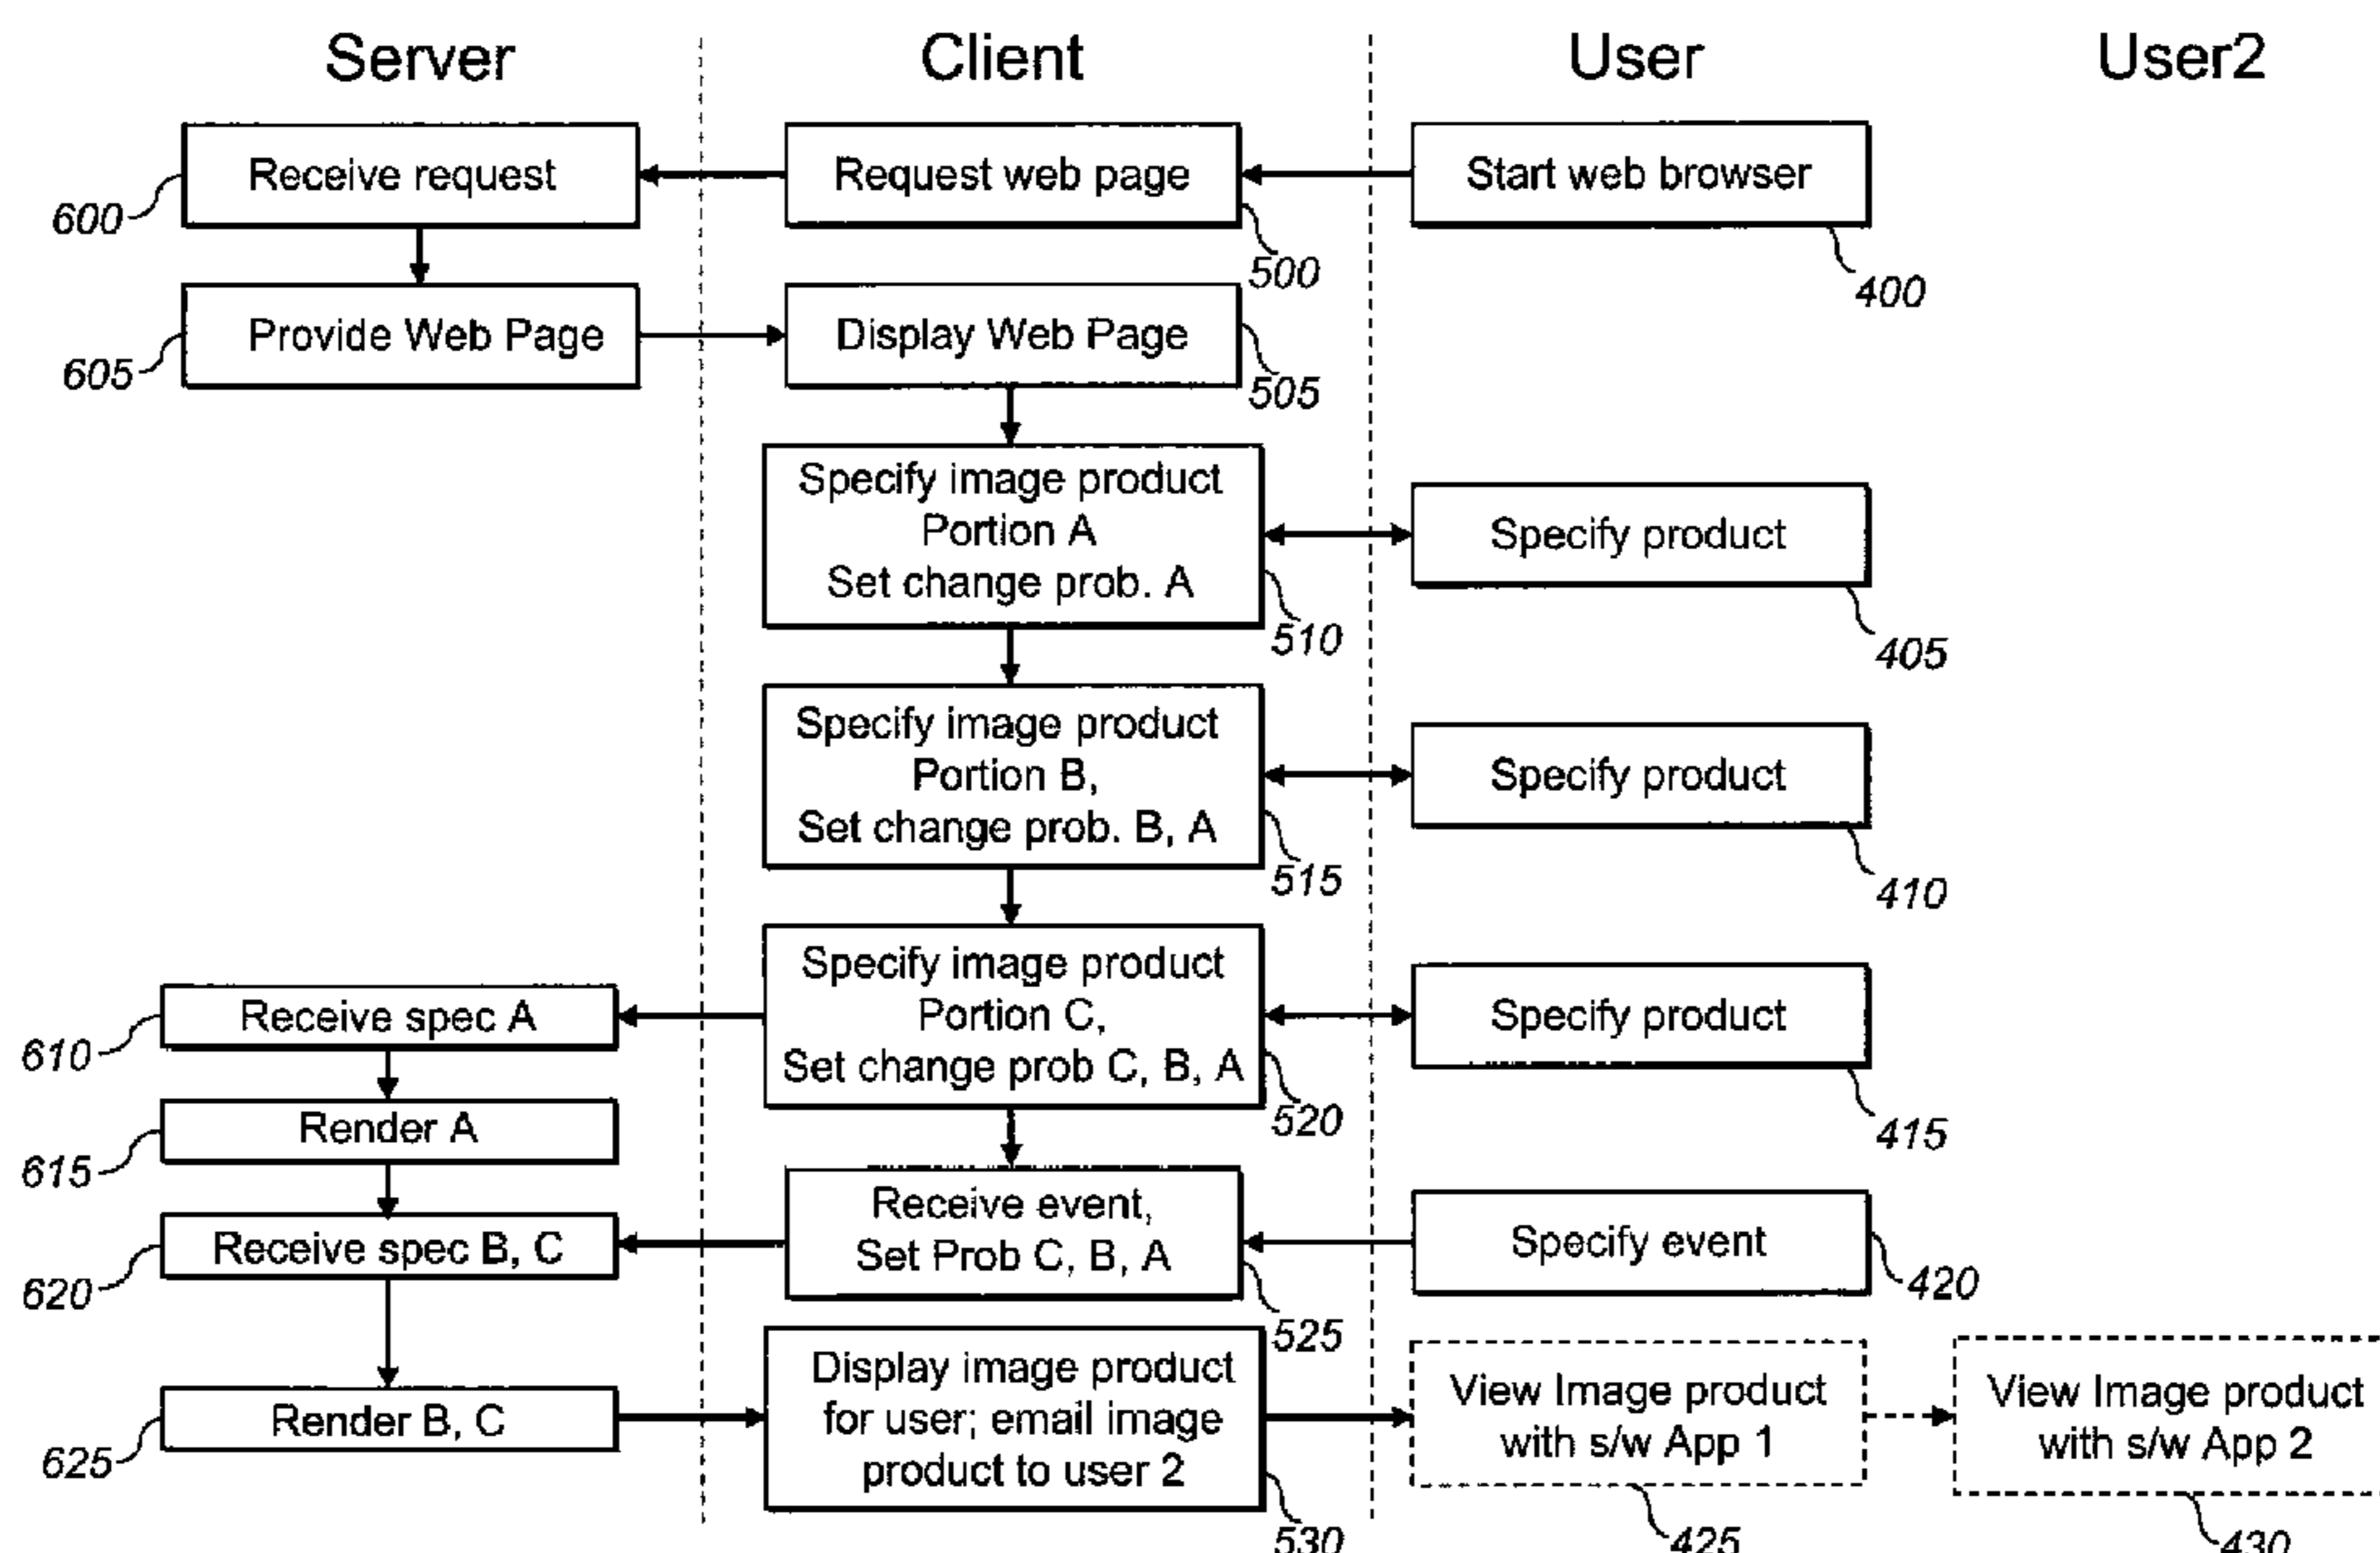 Server
Client
User
User2
Receive request
Request web page
Start web browser
600
500
400
Provide Web Page
Display Web Page
605
505
Specify image product
Portion A
Set change prob. A
510
Specify product
405
Specify image product
Portion B,
Set change prob. B, A
515
Specify product
410
Receive spec A
610
Specify image product
Portion C,
Set change prob C, B, A
520
Specify product
415
Render A
615
Receive spec B, C
620
Receive event,
Set Prob C, B, A
525
Specify event
420
Render B, C
625
Display image product
for user; email image
product to user 2
530
View Image product
with s/w App 1
425
View Image product
with s/w App 2
430